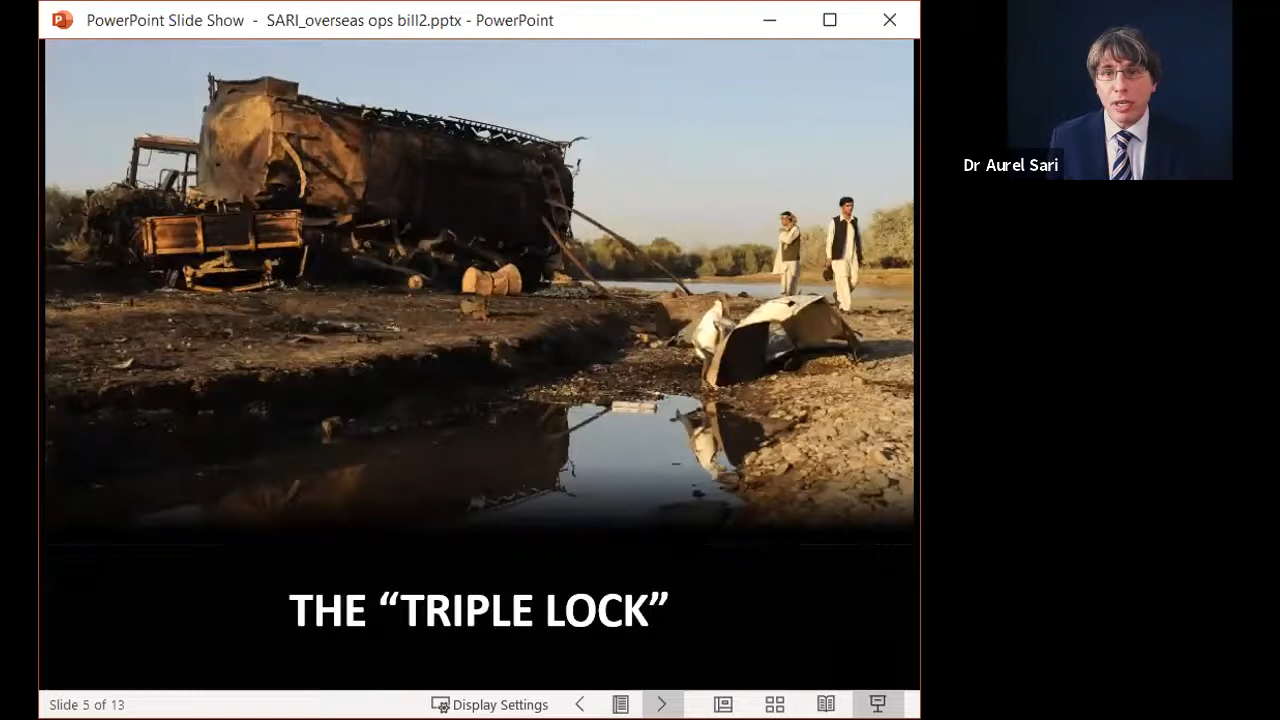 PowerPoint Slide Show - SARI_overseas ops bill2.pptx - PowerPoint
Dr Aurel Sari
THE “TRIPLE LOCK”
Slide 5 of 13
Display Settings